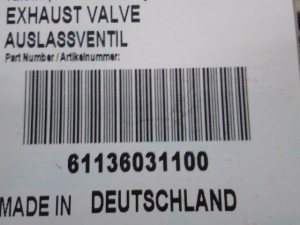 EXHAUST VALVE
AUSLASSVENTIL
Part Number / Artikelnummer:
61136031100
MADE IN DEUTSCHLAND